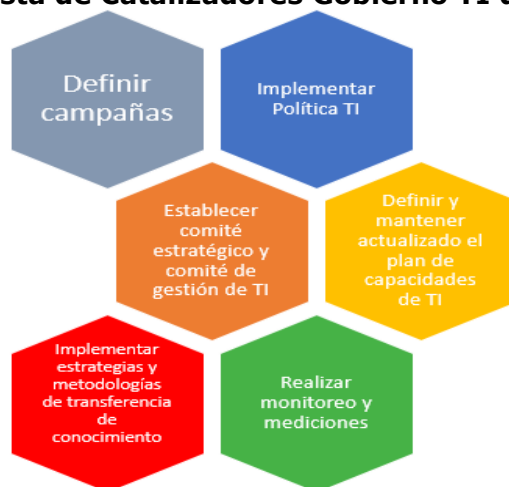 de Catalizadores Gobierno TI
Definir
campañas
Implementar
Política TI
Establecer
comité
estratégico y
comité de
gestión de TI
Definir y
mantener
actualizado el
plan de
capacidades
de TI
Implementar
estrategias y
metodologías
de transferencia
de
conocimiento
Realizar
monitoreo y
mediciones